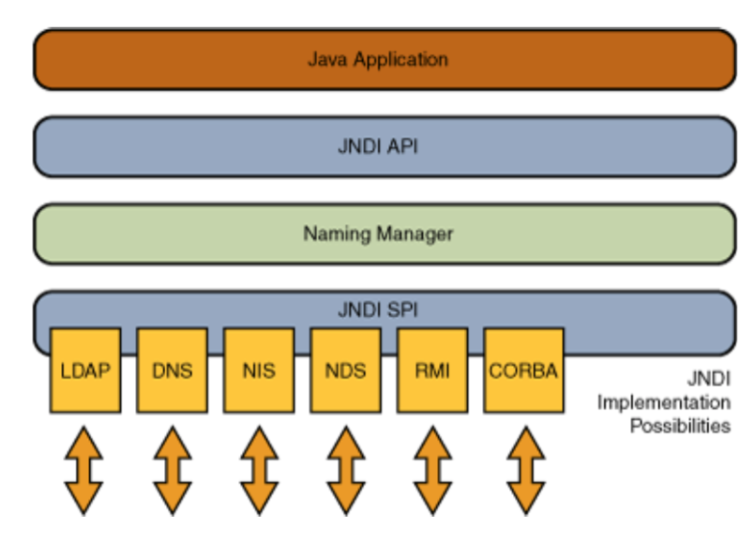 Java Application
JNDI API
Naming Manager
JNDI SPI
LDAP DNS NIS NDS RMI CORBA
JNDI
Implementation
Possibilities